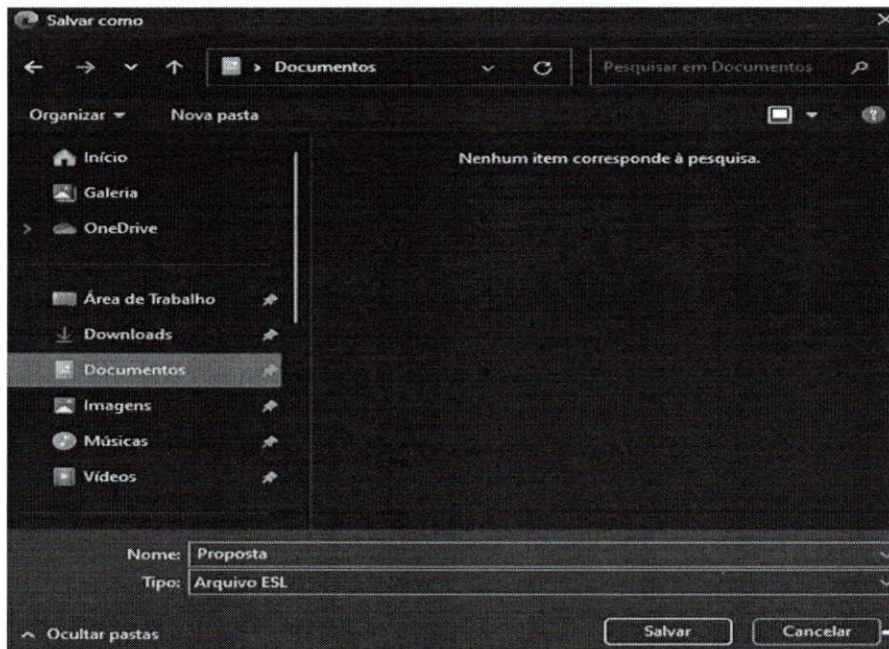 Salvar como
Documentos
Pesquisar em Documentos
Organizar
Nova pasta
Início
Galeria
OneDrive
Área de Trabalho
Downloads
Documentos
Imagens
Músicas
Vídeos
Nenhum item corresponde à pesquisa.
Nome: Proposta
Tipo: Arquivo ESL
Ocultar pastas
Salvar
Cancelar